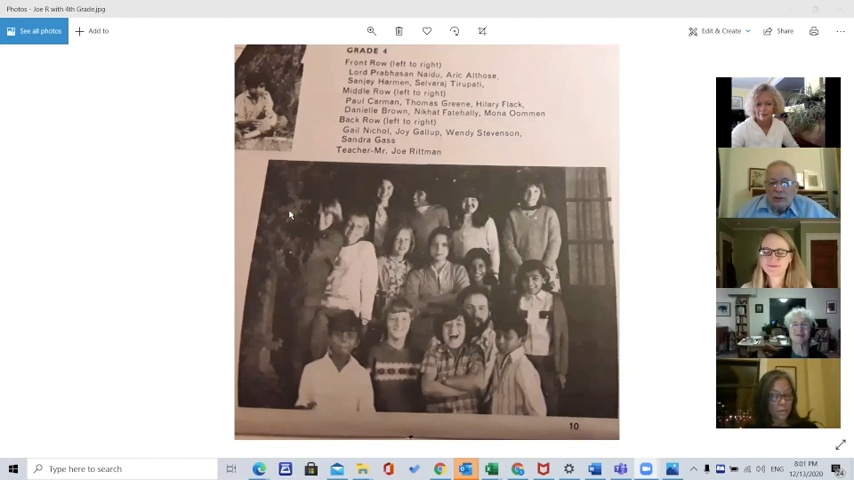 Photos - Joe R with 4th Grade.jpg
See all photos
Add to
Edit & Create
Share
GRADE 4
Front Row (left to right)
Lord Prabhasan Naidu, Aric Althose,
Sanjey Harmen, Selvaraj Tirupati,
Middle Row (left to right)
Paul Carman, Thomas Greene, Hilary Flack,
Danielle Brown, Nikhat Fatehally, Mona Oommen
Back Row (left to right)
Gail Nichol, Joy Gallup, Wendy Stevenson,
Sandra Gass
Teacher-Mr. Joe Rittman
10
Type here to search
ENG
8:01 PM
12/13/2020
24